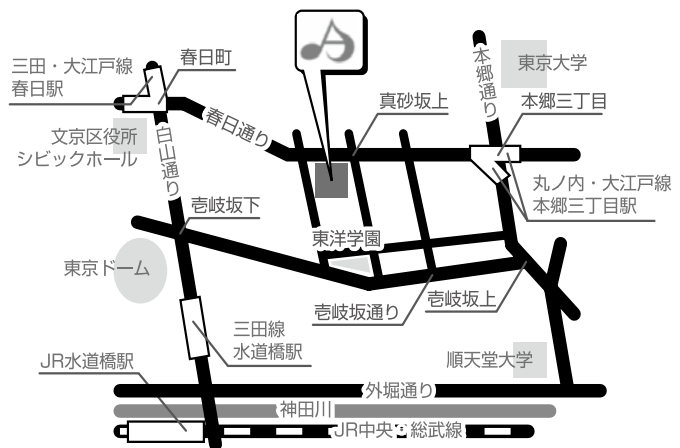 三田・大江戸線
春日駅
春日町
文京区役所
シビックホール
白山通り
春日通り
真砂坂上
本郷通り
東京大学
本郷三丁目
丸ノ内・大江戸線
本郷三丁目駅
壱岐坂下
東洋学園
東京ドーム
壱岐坂通り
壱岐坂上
三田線
水道橋駅
JR水道橋駅
順天堂大学
外堀通り
神田川
JR中央・総武線